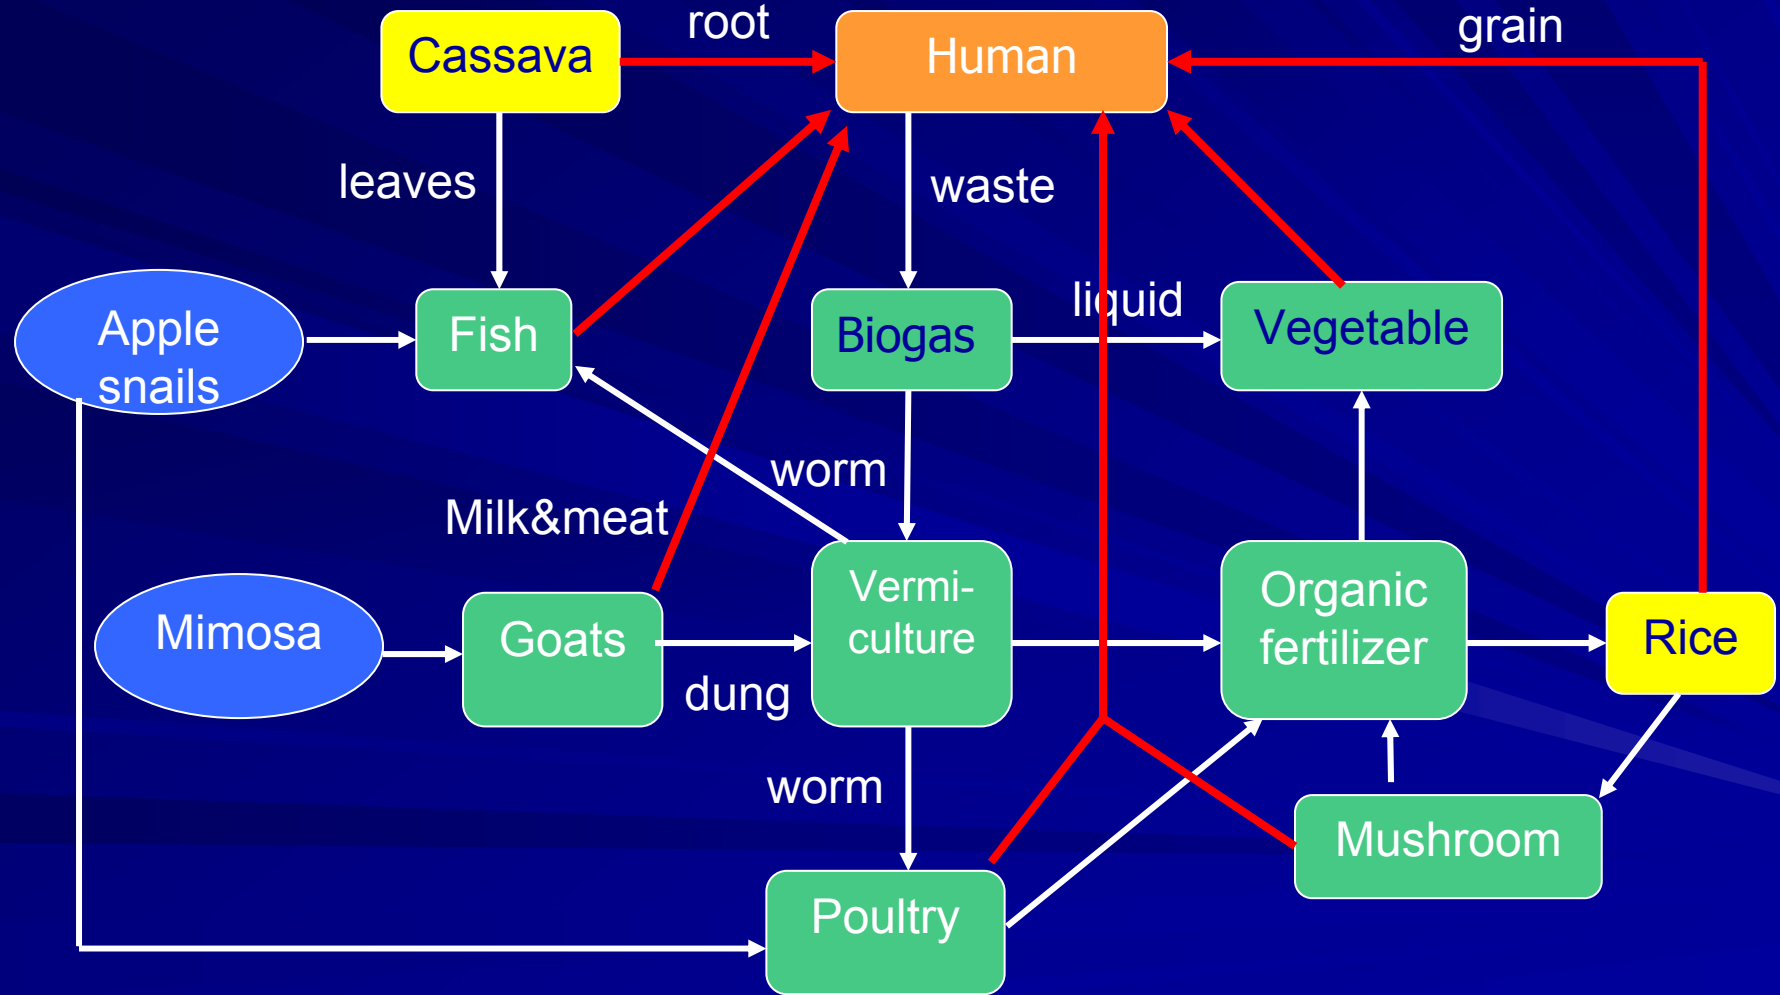 root
grain
Cassava
Human
leaves
waste
Apple
snails
Fish
Biogas
liquid
Vegetable
worm
Milk&meat
Mimosa
Goats
Vermi-
culture
Organic
fertilizer
Rice
dung
worm
Mushroom
Poultry